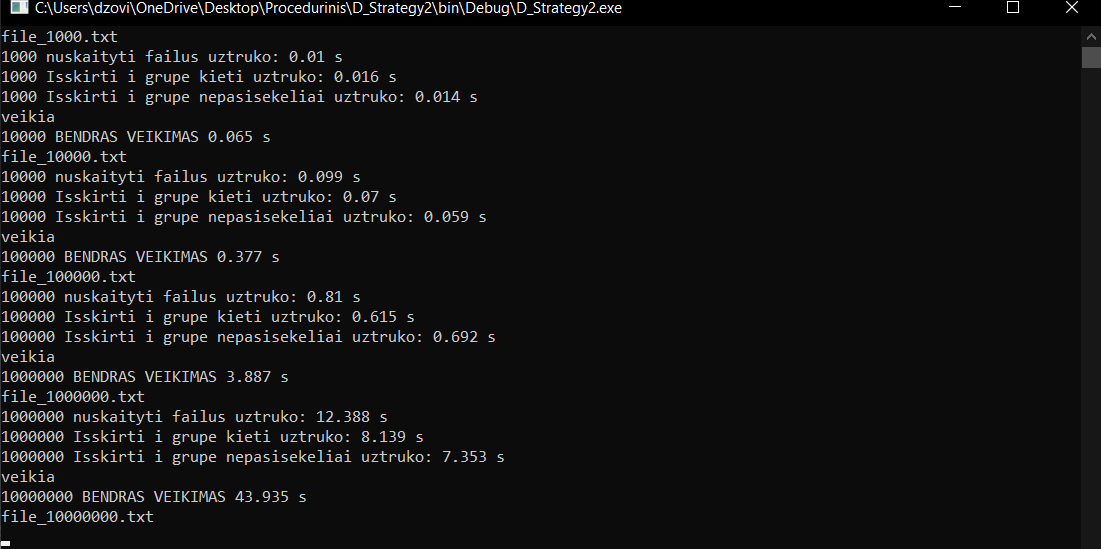 C:\Users\dzovi\OneDrive\Desktop\Procedurinis\D_Strategy2\bin\Debug\D_Strategy2.exe
file_1000.txt
1000 nuskaityti failus uztruko: 0.01 s
1000 Isskirti i grupe kieti uztruko: 0.016 s
1000 Isskirti i grupe nepasisekeliai uztruko: 0.014 s
veikia
10000 BENDRAS VEIKIMAS 0.065 s
file_10000.txt
10000 nuskaityti failus uztruko: 0.099 s
10000 Isskirti i grupe kieti uztruko: 0.07 s
10000 Isskirti i grupe nepasisekeliai uztruko: 0.059 s
veikia
100000 BENDRAS VEIKIMAS 0.377 s
file_100000.txt
100000 nuskaityti failus uztruko: 0.81 s
100000 Isskirti i grupe kieti uztruko: 0.615 s
100000 Isskirti i grupe nepasisekeliai uztruko: 0.692 s
veikia
1000000 BENDRAS VEIKIMAS 3.887 s
file_1000000.txt
1000000 nuskaityti failus uztruko: 12.388 s
1000000 Isskirti i grupe kieti uztruko: 8.139 s
1000000 Isskirti i grupe nepasisekeliai uztruko: 7.353 s
veikia
10000000 BENDRAS VEIKIMAS 43.935 s
file_10000000.txt